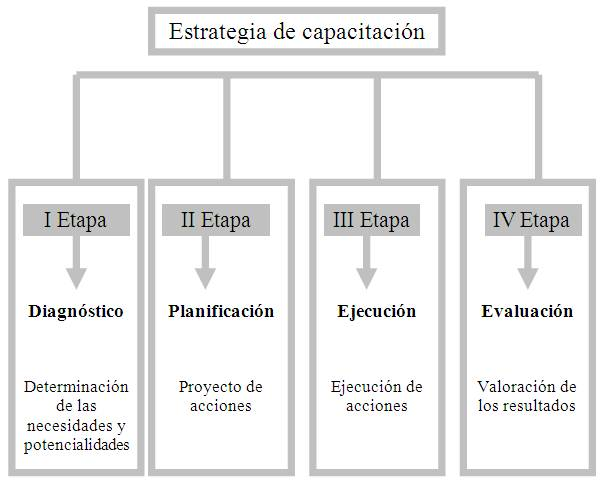 Estrategia de capacitación
I Etapa
Diagnóstico
Determinación
de las
necesidades y
potencialidades
II Etapa
Planificación
Proyecto de
acciones
III Etapa
Ejecución
Ejecución de
acciones
IV Etapa
Evaluación
Valoración de
los resultados